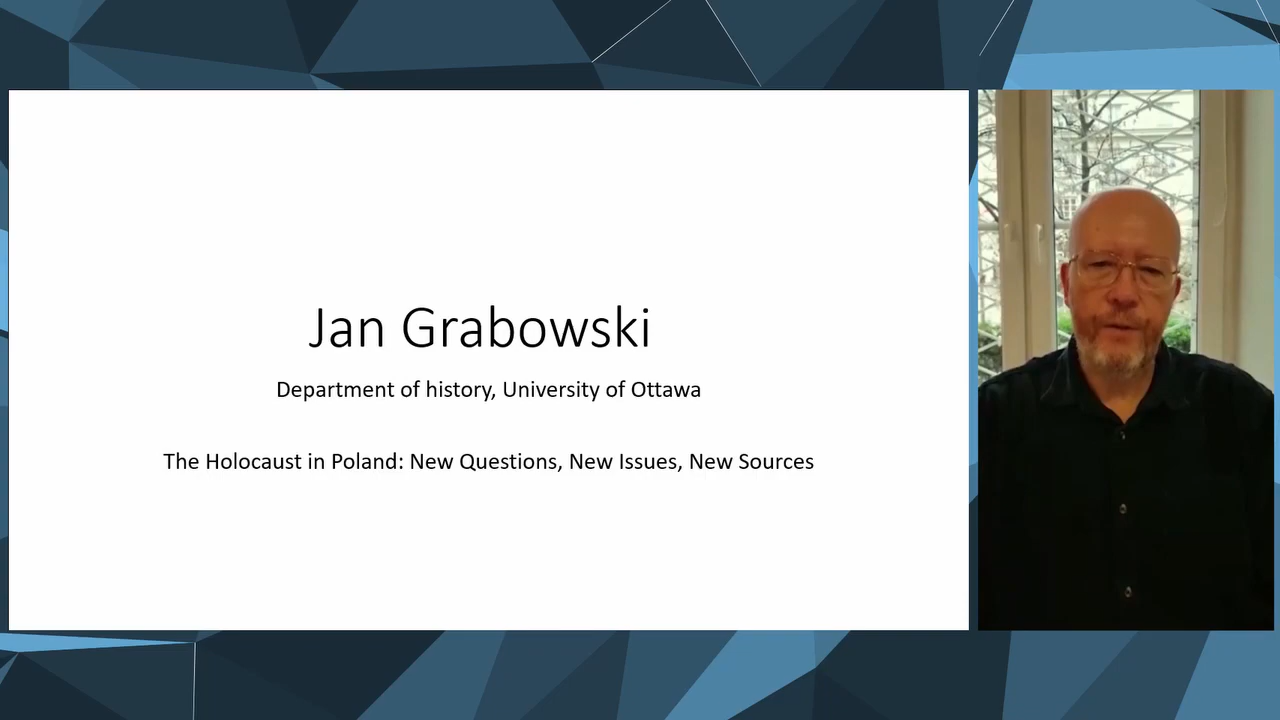 Jan Grabowski
Department of history, University of Ottawa
The Holocaust in Poland: New Questions, New Issues, New Sources